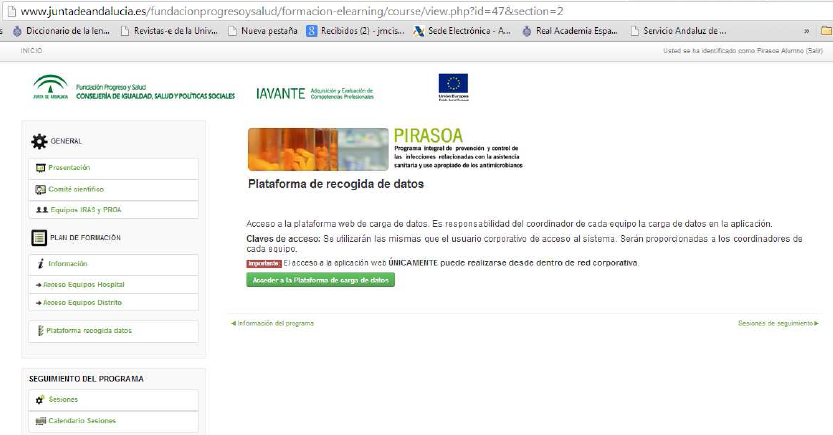 www.juntadeandalucia.es/fundacionprogresoysalud/formacion-elearning/course/view.php?id=47&section=2
Diccionario de la len... Revistas-e de la Univ... Nueva pestaña Recibidos (2) - jmcis... Sede Electrónica - A... Real Academia Espa... Servicio Andaluz de ... »
INICIO
Usted se ha identificado como Pirasoa Alumno (Salir)
JUNTA DE ANDALUCIA
Fundación Progreso y Salud
CONSEJERÍA DE IGUALDAD, SALUD Y POLÍTICAS SOCIALES
IAVANTE
Adquisición y Evaluación de
Competencias Profesionales
Unión Europea
GENERAL
Presentación
Comité científico
Equipos IRAS y PROA
PLAN DE FORMACIÓN
Información
Acceso Equipos Hospital
Acceso Equipos Distrito
Plataforma recogida datos
SEGUIMIENTO DEL PROGRAMA
Sesiones
Calendario Sesiones
PIRASOA
Programa integral de prevención y control de
las infecciones relacionadas con la asistencia
sanitaria y uso apropiado de los antimicrobianos
Plataforma de recogida de datos
Acceso a la plataforma web de carga de datos. Es responsabilidad del coordinador de cada equipo la carga de datos en la aplicación.
Claves de acceso: Se utilizarán las mismas que el usuario corporativo de acceso al sistema. Serán proporcionadas a los coordinadores de
cada equipo.
Importante El acceso a la aplicación web ÚNICAMENTE puede realizarse desde dentro de red corporativa.
Acceder a la Plataforma de carga de datos
Información del programa
Sesiones de seguimiento